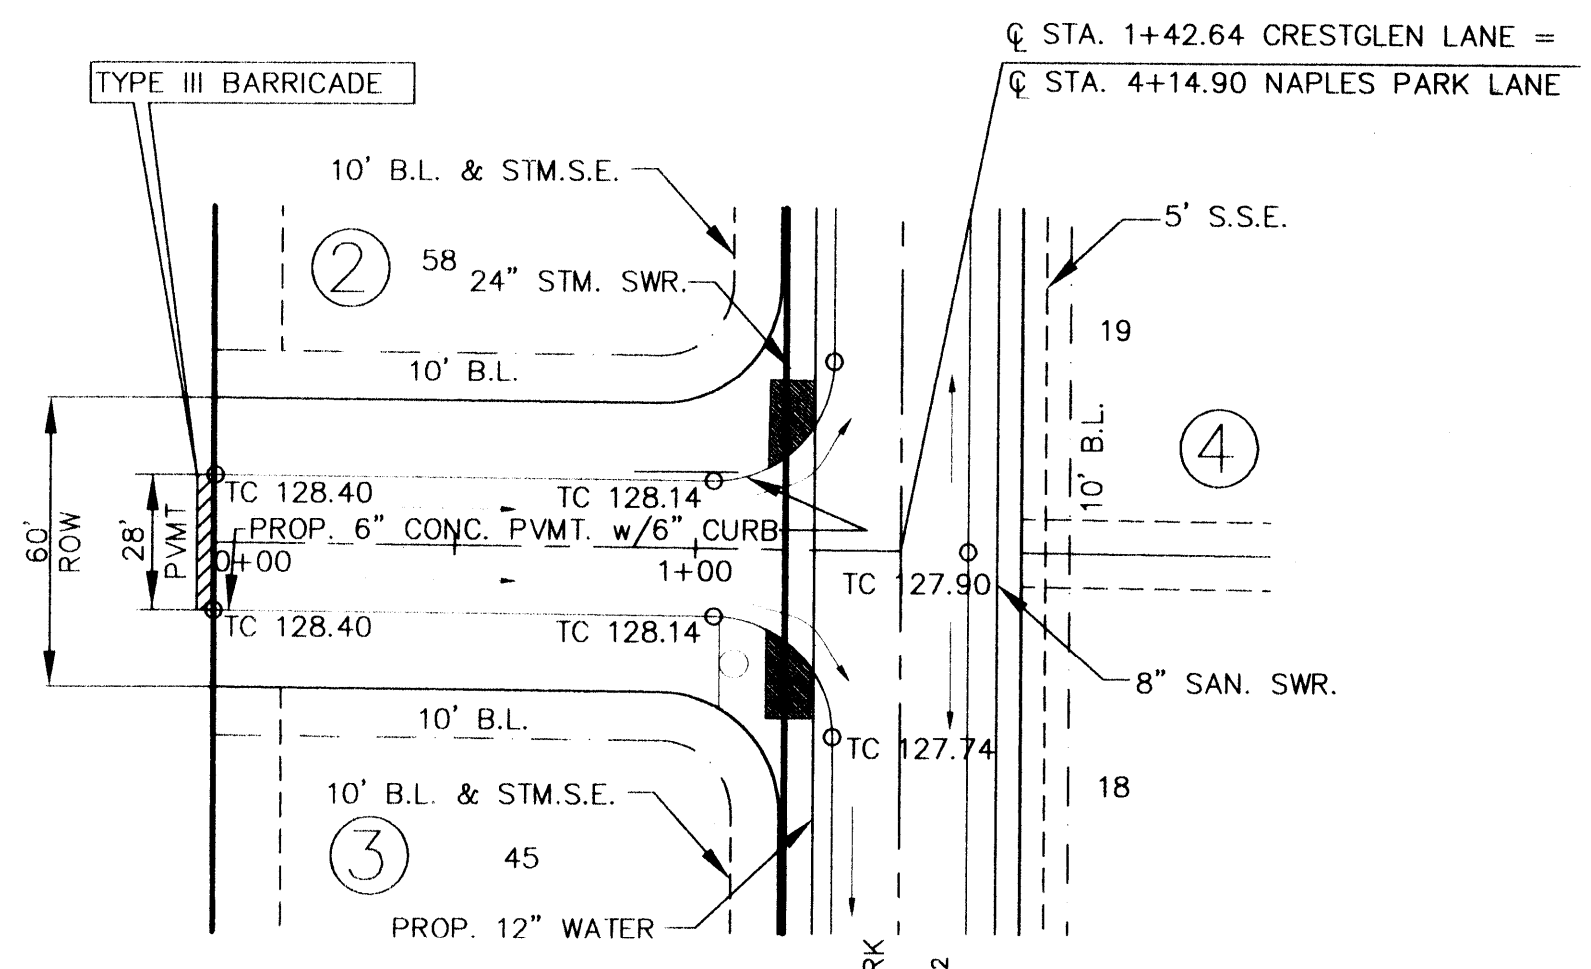 ℄ STA. 1+42.64 CRESTGLEN LANE =
℄ STA. 4+14.90 NAPLES PARK LANE
TYPE III BARRICADE
10' B.L. & STM.S.E.
5' S.S.E.
2
58
24" STM. SWR.
19
10' B.L.
10' B.L.
4
60'
ROW
28'
PVMT
TC 128.40
TC 128.14
PROP. 6" CONC. PVMT. w/6" CURB
0+00
1+00
TC 127.90
TC 128.40
TC 128.14
8" SAN. SWR.
10' B.L.
TC 127.74
10' B.L. & STM.S.E.
18
3
45
PROP. 12" WATER
RK
2